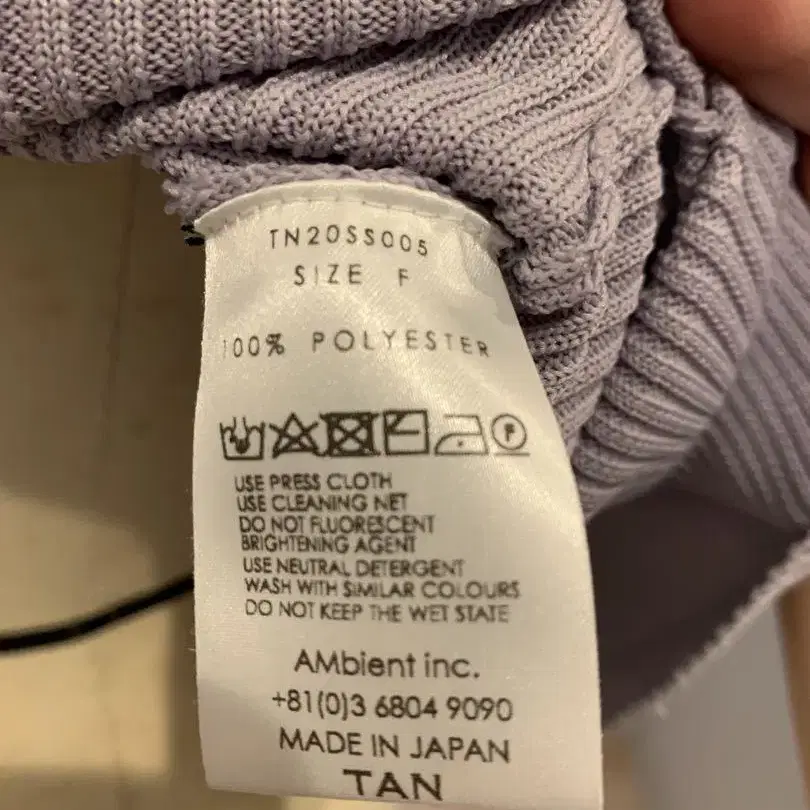 TN20SS005
SIZE F
100% POLYESTER
F
USE PRESS CLOTH
USE CLEANING NET
DO NOT FLUORESCENT
BRIGHTENING AGENT
USE NEUTRAL DETERGENT
WASH WITH SIMILAR COLOURS
DO NOT KEEP THE WET STATE
AMbient inc.
+81(0)3 6804 9090
MADE IN JAPAN
TAN